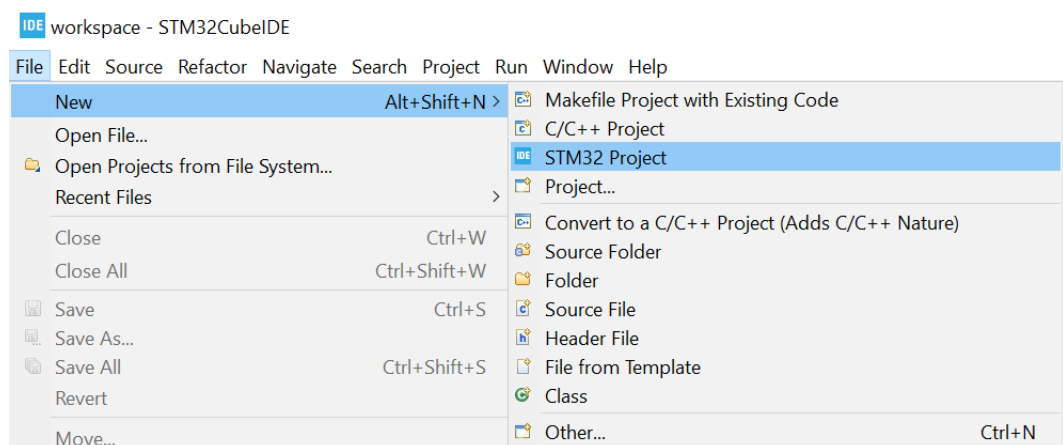 IDE workspace - STM32CubeIDE
File Edit Source Refactor Navigate Search Project Run Window Help
New Alt+Shift+N >
Open File...
Open Projects from File System...
Recent Files >
Close Ctrl+W
Close All Ctrl+Shift+W
Save Ctrl+S
Save As...
Save All Ctrl+Shift+S
Revert
Move...
Makefile Project with Existing Code
C/C++ Project
IDE STM32 Project
Project...
Convert to a C/C++ Project (Adds C/C++ Nature)
Source Folder
Folder
Source File
Header File
File from Template
Class
Other... Ctrl+N